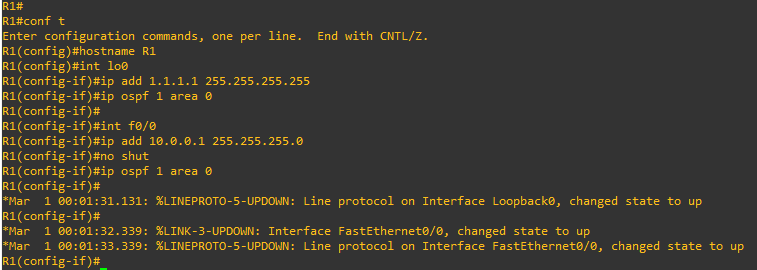 R1#
R1#conf t
Enter configuration commands, one per line.  End with CNTL/Z.
R1(config)#hostname R1
R1(config)#int lo0
R1(config-if)#ip add 1.1.1.1 255.255.255.255
R1(config-if)#ip ospf 1 area 0
R1(config-if)#
R1(config-if)#int f0/0
R1(config-if)#ip add 10.0.0.1 255.255.255.0
R1(config-if)#no shut
R1(config-if)#ip ospf 1 area 0
R1(config-if)#
*Mar  1 00:01:31.131: %LINEPROTO-5-UPDOWN: Line protocol on Interface Loopback0, changed state to up
R1(config-if)#
*Mar  1 00:01:32.339: %LINK-3-UPDOWN: Interface FastEthernet0/0, changed state to up
*Mar  1 00:01:33.339: %LINEPROTO-5-UPDOWN: Line protocol on Interface FastEthernet0/0, changed state to up
R1(config-if)#